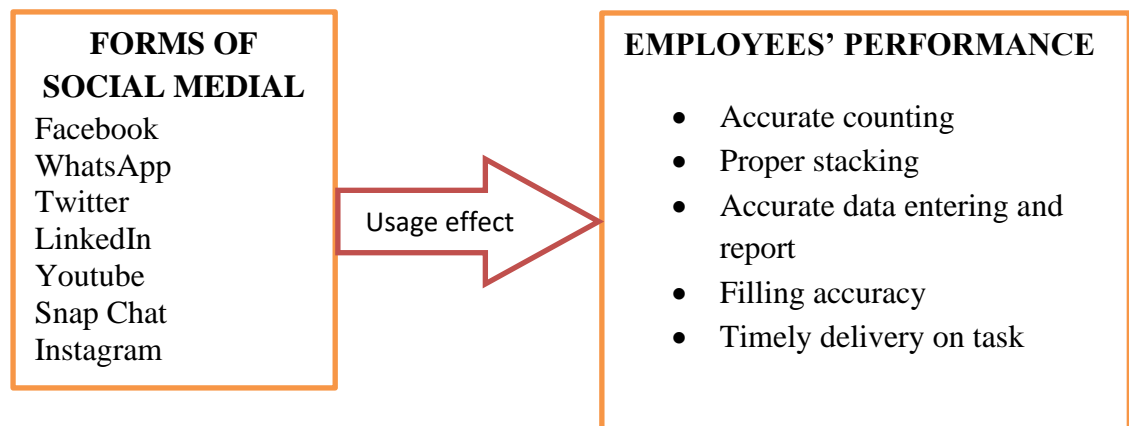 FORMS OF
SOCIAL MEDIAL
Facebook
WhatsApp
Twitter
LinkedIn
Youtube
Snap Chat
Instagram
Usage effect
EMPLOYEES’ PERFORMANCE
• Accurate counting
• Proper stacking
• Accurate data entering and
report
• Filling accuracy
• Timely delivery on task